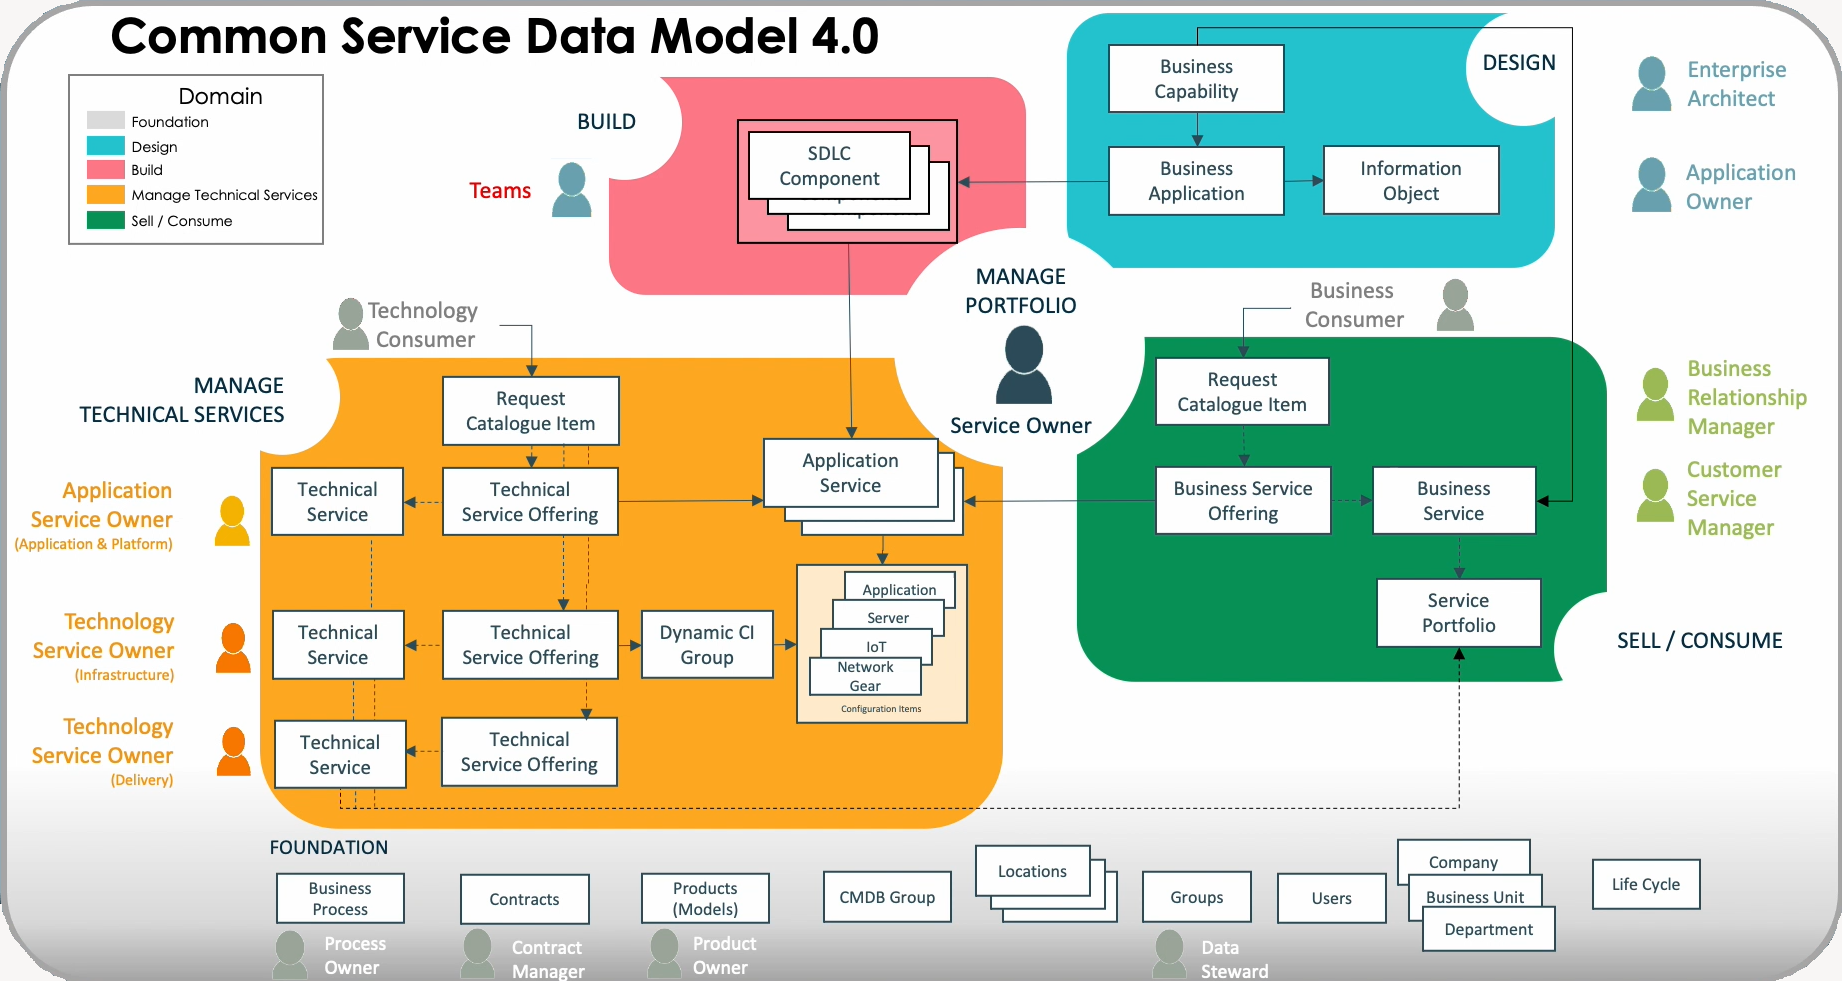 Common Service Data Model 4.0
Domain
Foundation
Design
Build
Manage Technical Services
Sell / Consume
BUILD
Teams
SDLC
Component
DESIGN
Business
Capability
Business
Application
Information
Object
Enterprise
Architect
Application
Owner
MANAGE
PORTFOLIO
Service Owner
Technology
Consumer
Business
Consumer
MANAGE
TECHNICAL SERVICES
Request
Catalogue Item
Technical
Service
Technical
Service Offering
Application
Service
Application
Service Owner
(Application & Platform)
Technology
Service Owner
(Infrastructure)
Technical
Service
Technical
Service Offering
Dynamic CI
Group
Application
Server
IoT
Network
Gear
Configuration Items
Technology
Service Owner
(Delivery)
Technical
Service
Technical
Service Offering
Request
Catalogue Item
Business Service
Offering
Business
Service
Service
Portfolio
Business
Relationship
Manager
Customer
Service
Manager
SELL / CONSUME
FOUNDATION
Business
Process
Contracts
Products
(Models)
CMDB Group
Locations
Groups
Users
Company
Business Unit
Department
Life Cycle
Process
Owner
Contract
Manager
Product
Owner
Data
Steward